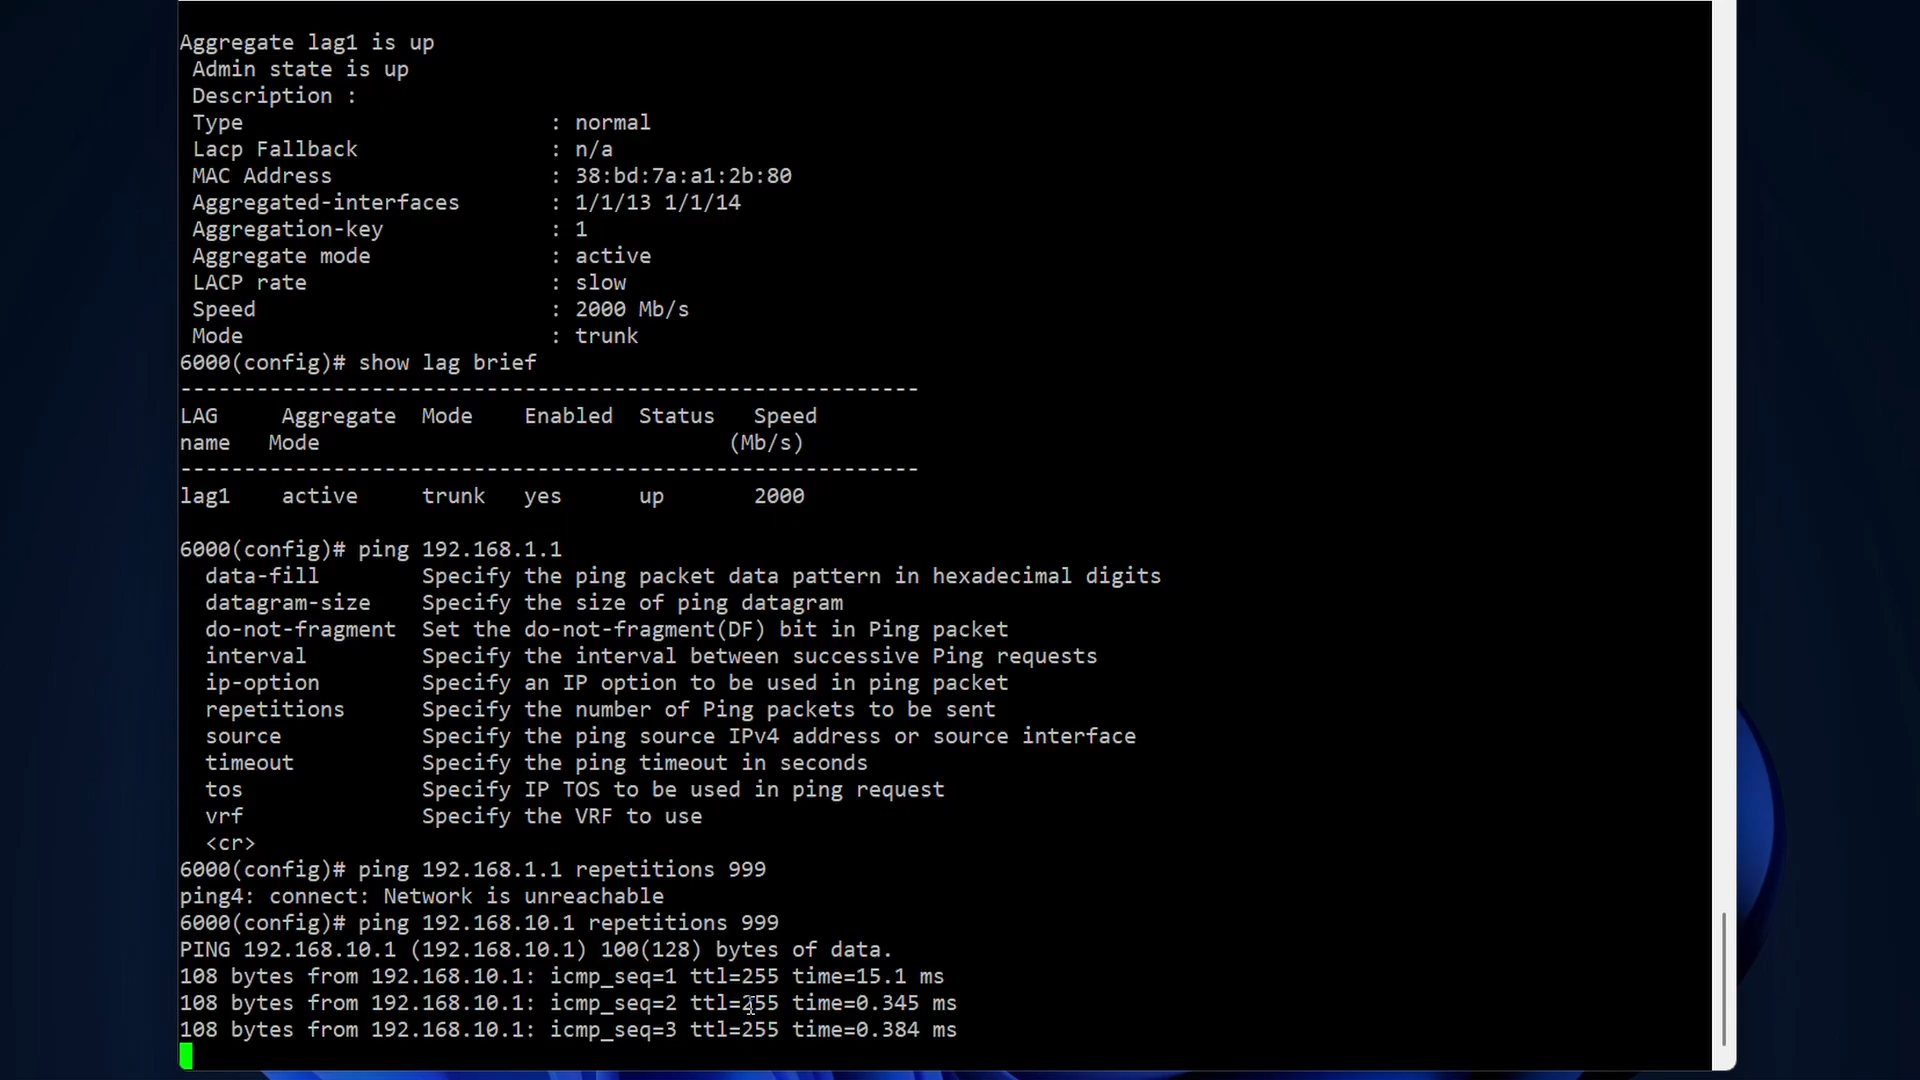 Aggregate lag1 is up
Admin state is up
Description :
Type : normal
Lacp Fallback : n/a
MAC Address : 38:bd:7a:a1:2b:80
Aggregated-interfaces : 1/1/13 1/1/14
Aggregation-key : 1
Aggregate mode : active
LACP rate : slow
Speed : 2000 Mb/s
Mode : trunk
6000(config)# show lag brief
----------------------------------------------------------
LAG Aggregate Mode Enabled Status Speed
name Mode (Mb/s)
----------------------------------------------------------
lag1 active trunk yes up 2000
6000(config)# ping 192.168.1.1
data-fill Specify the ping packet data pattern in hexadecimal digits
datagram-size Specify the size of ping datagram
do-not-fragment Set the do-not-fragment(DF) bit in Ping packet
interval Specify the interval between successive Ping requests
ip-option Specify an IP option to be used in ping packet
repetitions Specify the number of Ping packets to be sent
source Specify the ping source IPv4 address or source interface
timeout Specify the ping timeout in seconds
tos Specify IP TOS to be used in ping request
vrf Specify the VRF to use
<cr>
6000(config)# ping 192.168.1.1 repetitions 999
ping4: connect: Network is unreachable
6000(config)# ping 192.168.10.1 repetitions 999
PING 192.168.10.1 (192.168.10.1) 100(128) bytes of data.
108 bytes from 192.168.10.1: icmp_seq=1 ttl=255 time=15.1 ms
108 bytes from 192.168.10.1: icmp_seq=2 ttl=255 time=0.345 ms
108 bytes from 192.168.10.1: icmp_seq=3 ttl=255 time=0.384 ms